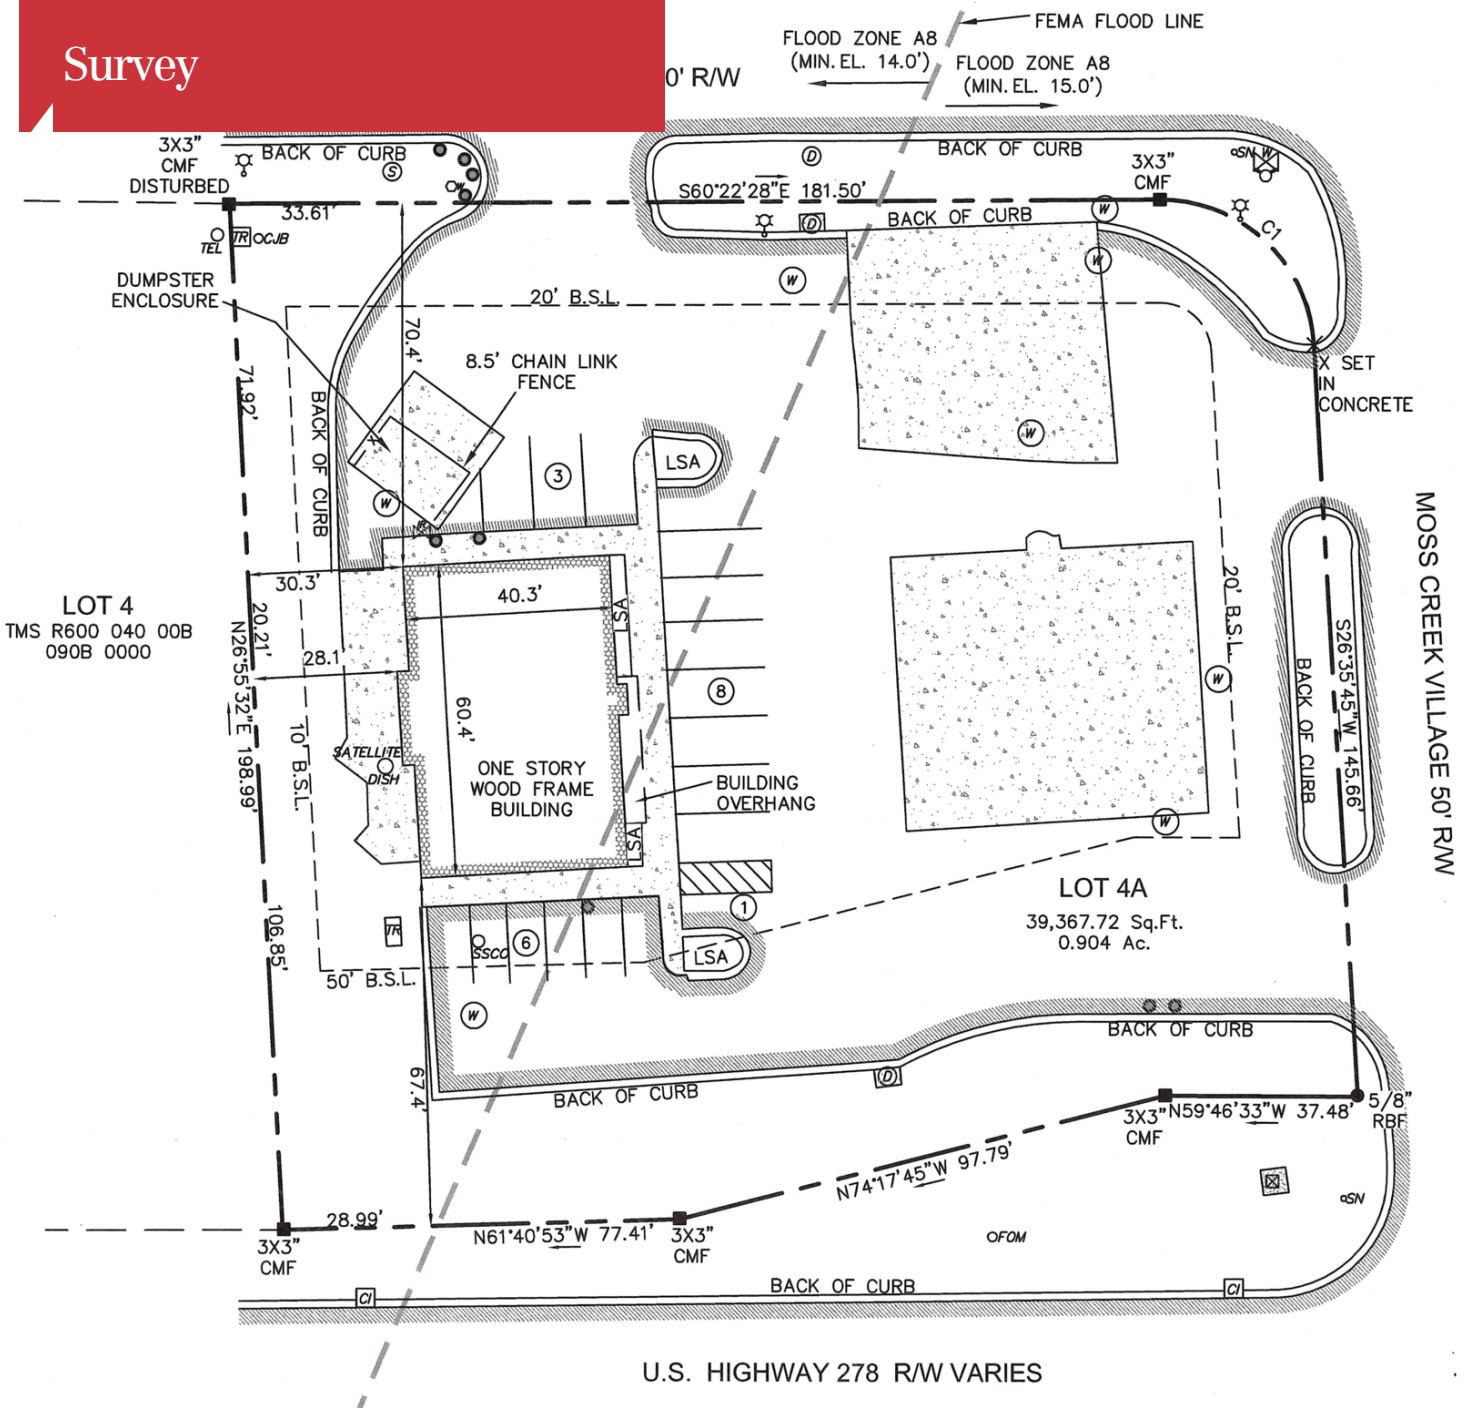 Survey
0' R/W
FEMA FLOOD LINE
FLOOD ZONE A8
(MIN. EL. 14.0')
FLOOD ZONE A8
(MIN. EL. 15.0')
3X3"
CMF
DISTURBED
BACK OF CURB
S
W
D
BACK OF CURB
3X3"
CMF
SN
W
S60°22'28"E 181.50'
33.61'
D
BACK OF CURB
W
C1
TEL
TR
CJB
W
W
DUMPSTER
ENCLOSURE
20' B.S.L.
70.4'
8.5' CHAIN LINK
FENCE
X SET
IN
CONCRETE
71.92'
BACK OF CURB
X
W
3
LSA
W
MOSS CREEK VILLAGE 50' R/W
30.3'
40.3'
LSA
20' B.S.L.
LOT 4
TMS R600 040 00B
090B 0000
20.21'
N26°55'32"E 198.99'
28.1
10' B.S.L.
60.4'
8
W
S26°35'45"W 145.66'
BACK OF CURB
SATELLITE
DISH
ONE STORY
WOOD FRAME
BUILDING
BUILDING
OVERHANG
LSA
W
LOT 4A
39,367.72 Sq.Ft.
0.904 Ac.
1
106.85'
TR
SSCO
6
LSA
50' B.S.L.
W
BACK OF CURB
67.4'
D
BACK OF CURB
3X3"
CMF
N59°46'33"W 37.48'
5/8"
RBF
N74°17'45"W 97.79'
SN
28.99'
N61°40'53"W 77.41'
3X3"
CMF
3X3"
CMF
FOM
CI
BACK OF CURB
CI
U.S. HIGHWAY 278 R/W VARIES